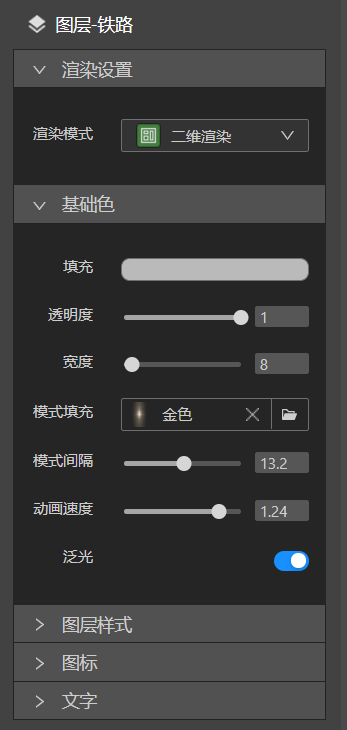 图层-铁路
渲染设置
渲染模式 二维渲染
基础色
填充
透明度 1
宽度 8
模式填充 金色
模式间隔 13.2
动画速度 1.24
泛光
图层样式
图标
文字